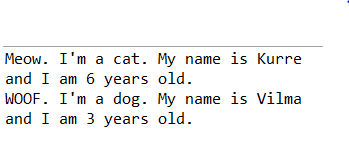 Meow. I'm a cat. My name is Kurre
and I am 6 years old.
WOOF. I'm a dog. My name is Vilma
and I am 3 years old.